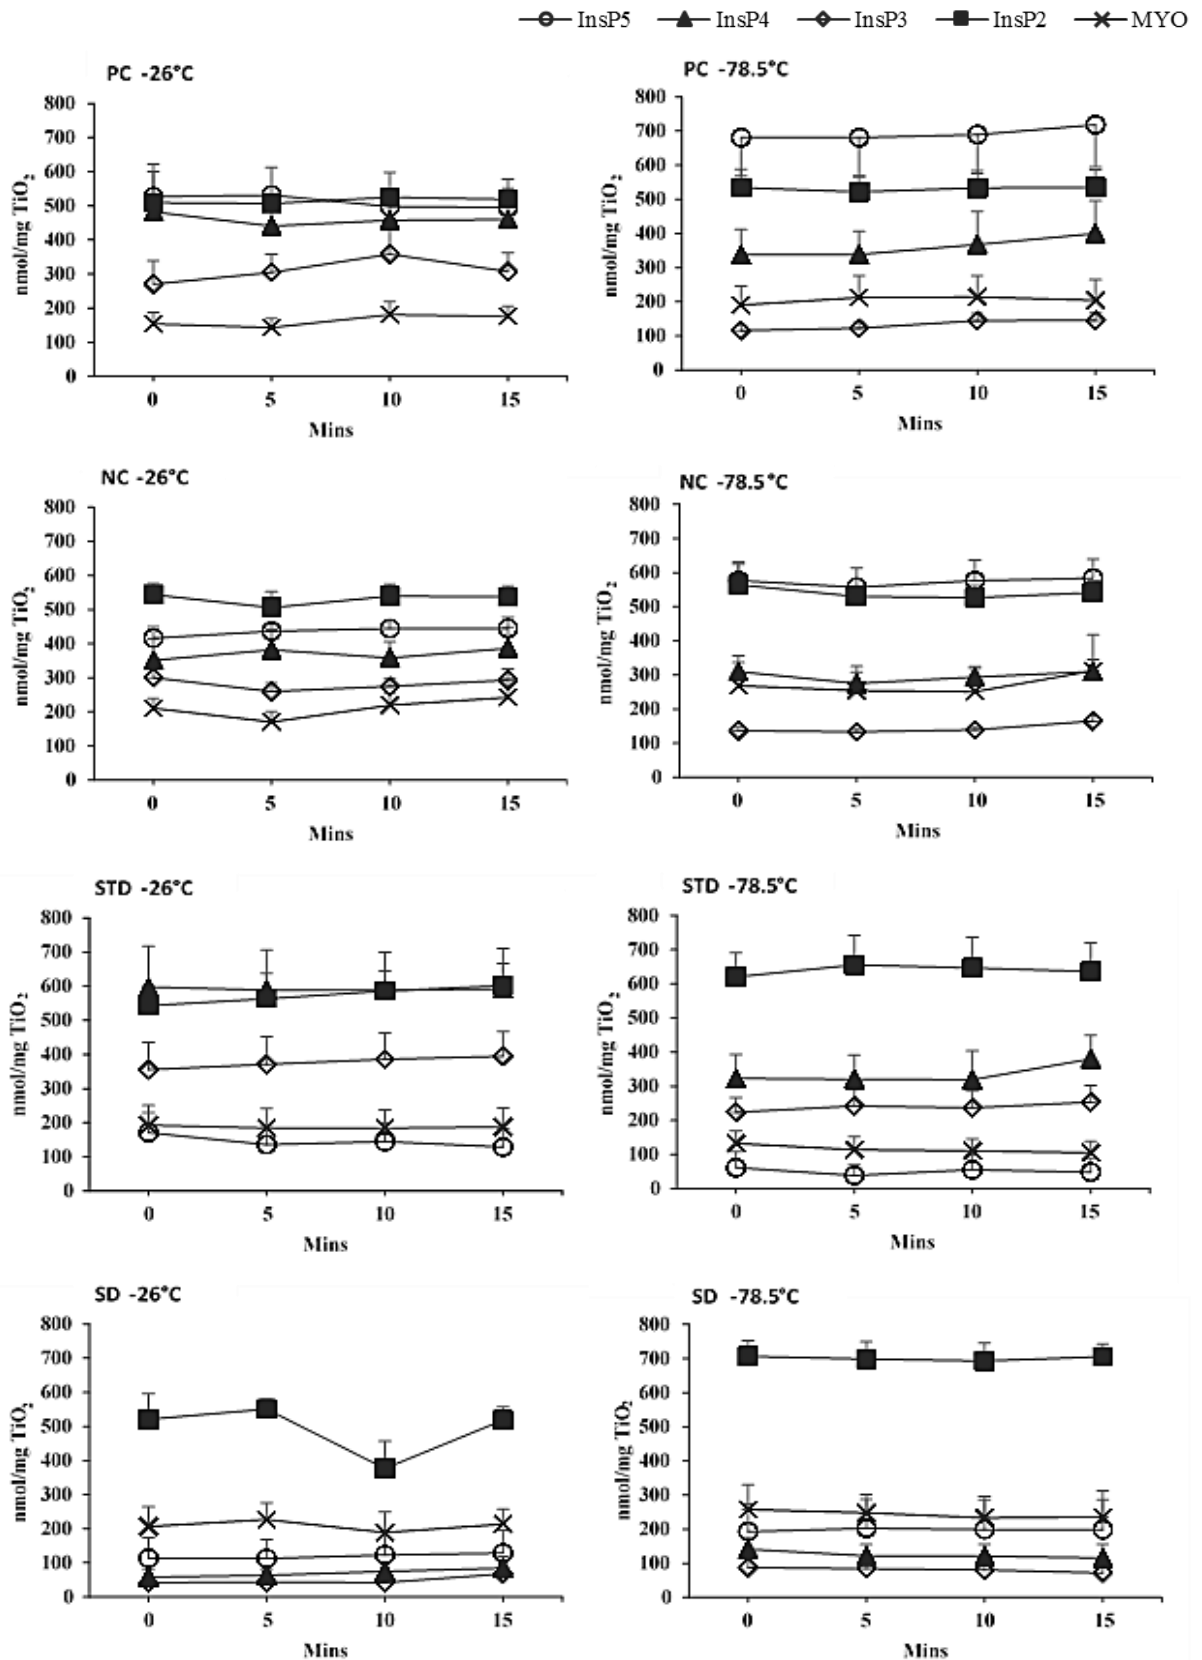 InsP5 InsP4 InsP3 InsP2 MYO
PC -26°C
800
700
600
500
400
300
200
100
0
nmol/mg TiO2
0 5 10 15
Mins
PC -78.5°C
800
700
600
500
400
300
200
100
0
nmol/mg TiO2
0 5 10 15
Mins
NC -26°C
800
700
600
500
400
300
200
100
0
nmol/mg TiO2
0 5 10 15
Mins
NC -78.5°C
800
700
600
500
400
300
200
100
0
nmol/mg TiO2
0 5 10 15
Mins
STD -26°C
800
700
600
500
400
300
200
100
0
nmol/mg TiO2
0 5 10 15
Mins
STD -78.5°C
800
700
600
500
400
300
200
100
0
nmol/mg TiO2
0 5 10 15
Mins
SD -26°C
800
700
600
500
400
300
200
100
0
nmol/mg TiO2
0 5 10 15
Mins
SD -78.5°C
800
700
600
500
400
300
200
100
0
nmol/mg TiO2
0 5 10 15
Mins